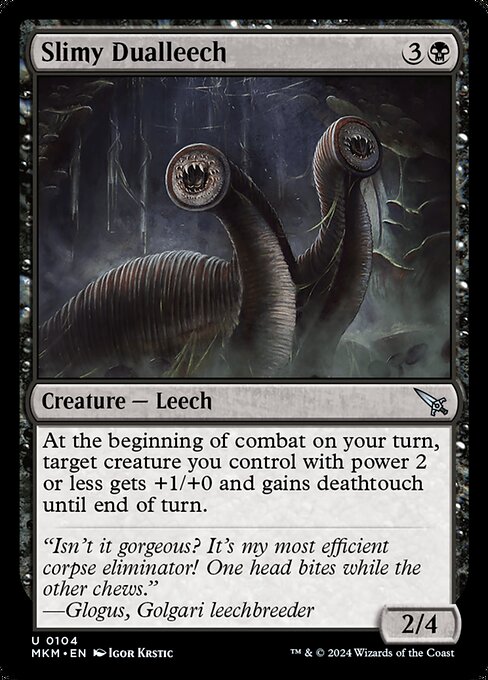 Slimy Dualleech 3
Creature — Leech
At the beginning of combat on your turn,
target creature you control with power 2
or less gets +1/+0 and gains deathtouch
until end of turn.
“Isn’t it gorgeous? It’s my most efficient
corpse eliminator! One head bites while the
other chews.”
—Glogus, Golgari leechbreeder
2/4
U 0104
MKM • EN Igor Krstic ™ & © 2024 Wizards of the Coast